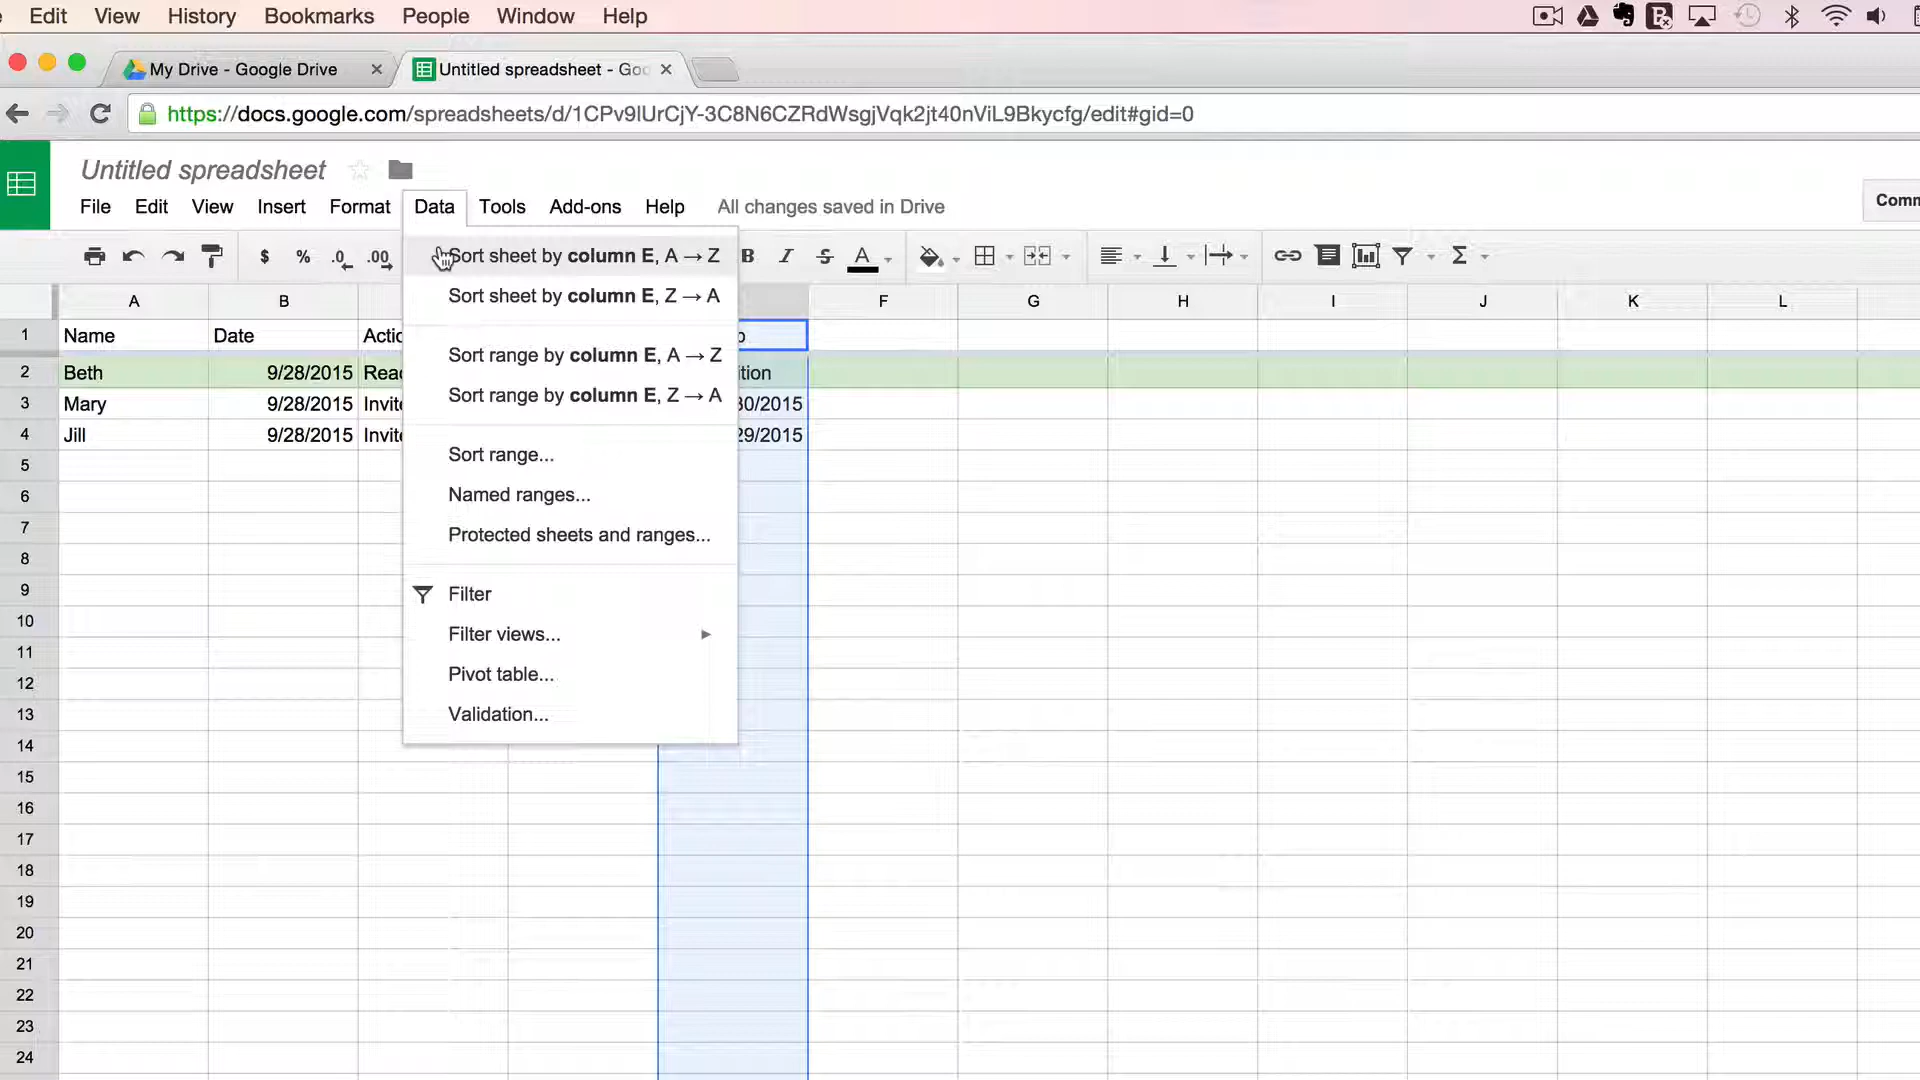 Edit View History Bookmarks People Window Help
My Drive - Google Drive
Untitled spreadsheet - Goo
https://docs.google.com/spreadsheets/d/1CPv9lUrCjY-3C8N6CZRdWsgjVqk2jt40nViL9Bkycfg/edit#gid=0
Untitled spreadsheet
File Edit View Insert Format Data Tools Add-ons Help All changes saved in Drive
Comm
$ % .0 .00 B I S A Σ
Sort sheet by column E, A → Z
Sort sheet by column E, Z → A
Sort range by column E, A → Z
Sort range by column E, Z → A
Sort range...
Named ranges...
Protected sheets and ranges...
Filter
Filter views...
Pivot table...
Validation...
A B F G H I J K L
1 Name Date Actio
2 Beth 9/28/2015 Reac ition
3 Mary 9/28/2015 Invite 30/2015
4 Jill 9/28/2015 Invite 29/2015
5
6
7
8
9
10
11
12
13
14
15
16
17
18
19
20
21
22
23
24